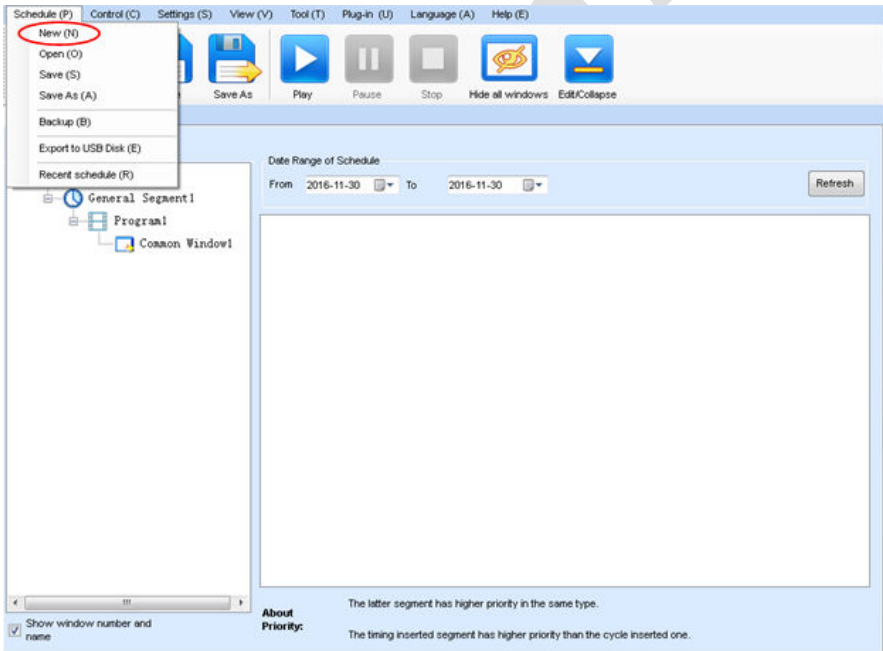 Schedule (P) Control (C) Settings (S) View (V) Tool (T) Plug-in (U) Language (A) Help (E)
New (N)
Open (O)
Save (S)
Save As (A)
Backup (B)
Export to USB Disk (E)
Recent schedule (R)
Save As Play Pause Stop Hide all windows Edit/Collapse
Date Range of Schedule
From 2016-11-30 To 2016-11-30 Refresh
General Segment1
Program1
Common Window1
Show window number and
name
About
Priority:
The latter segment has higher priority in the same type.
The timing inserted segment has higher priority than the cycle inserted one.